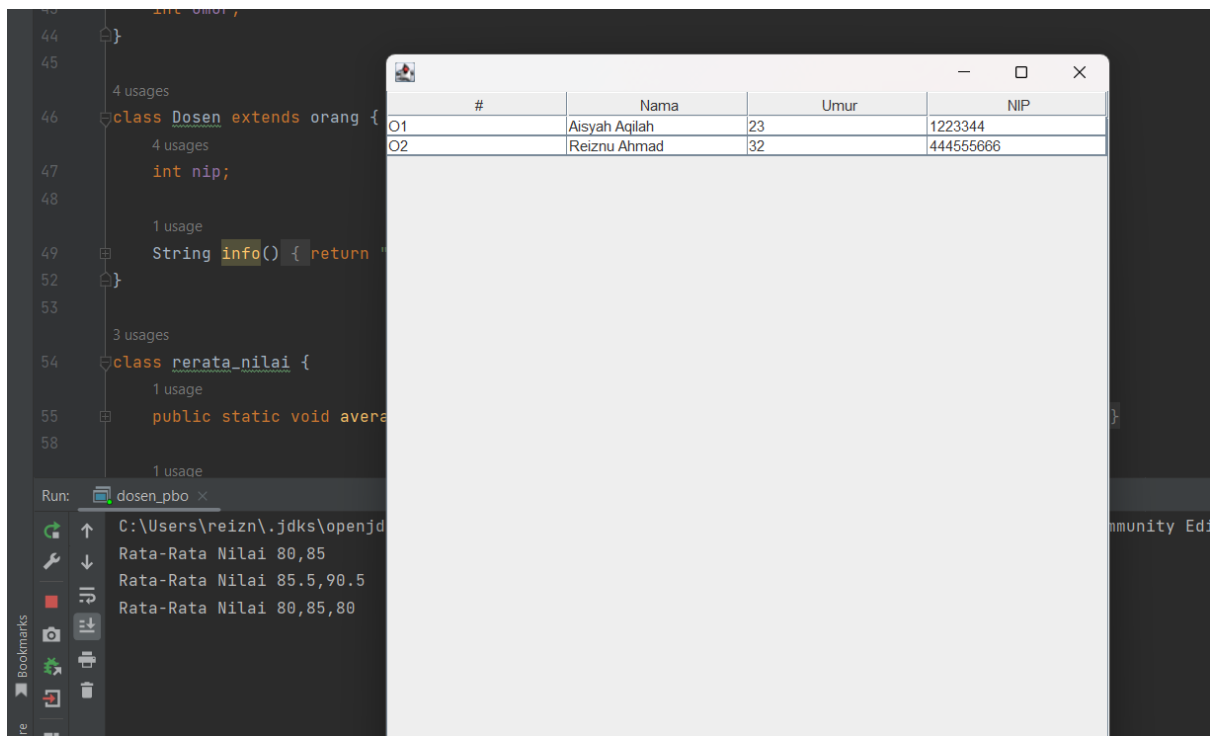 44 }
45
4 usages
46 class Dosen extends orang {
4 usages
47 int nip;
48
1 usage
49 String info() { return "
52 }
53
3 usages
54 class rerata_nilai {
1 usage
55 public static void avera }
58
1 usage
# Nama Umur NIP
O1 Aisyah Aqilah 23 1223344
O2 Reiznu Ahmad 32 444555666
Run: dosen_pbo
C:\Users\reizn\.jdks\openjd mmunity Edi
Rata-Rata Nilai 80,85
Rata-Rata Nilai 85.5,90.5
Rata-Rata Nilai 80,85,80
Bookmarks
re